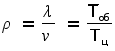 ρ = λ/ν = Tоб/Tц